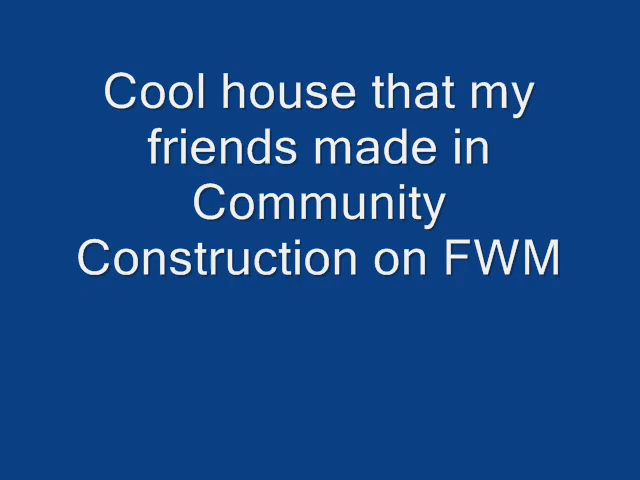 Cool house that my
friends made in
Community
Construction on FWM